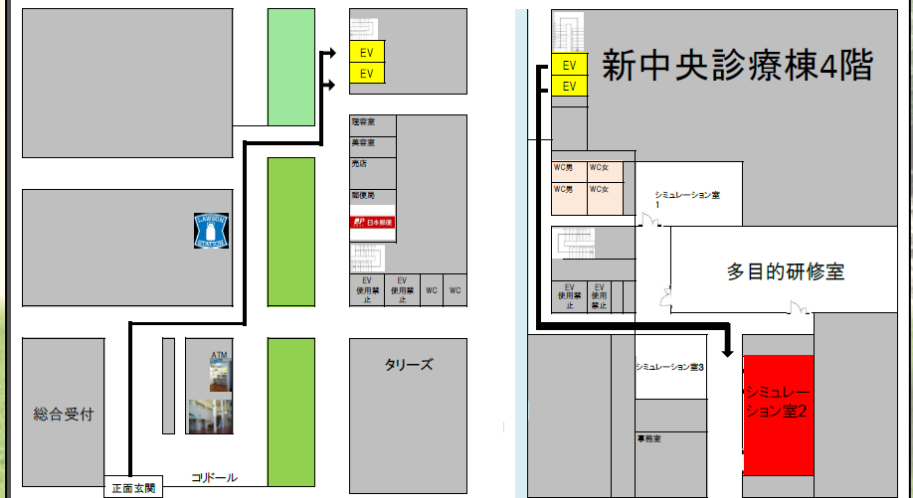 EV
EV
理容室
美容室
売店
郵便局
日本郵便
LAWSON
STATION
EV
使用禁
止
EV
使用禁
止
WC
WC
ATM
タリーズ
総合受付
コリドール
正面玄関
新中央診療棟4階
EV
EV
WC男
WC女
WC男
WC女
シミュレーション室
1
多目的研修室
EV
使用禁
止
EV
使用
禁止
シミュレーション室3
シミュレー
ション室2
事務室